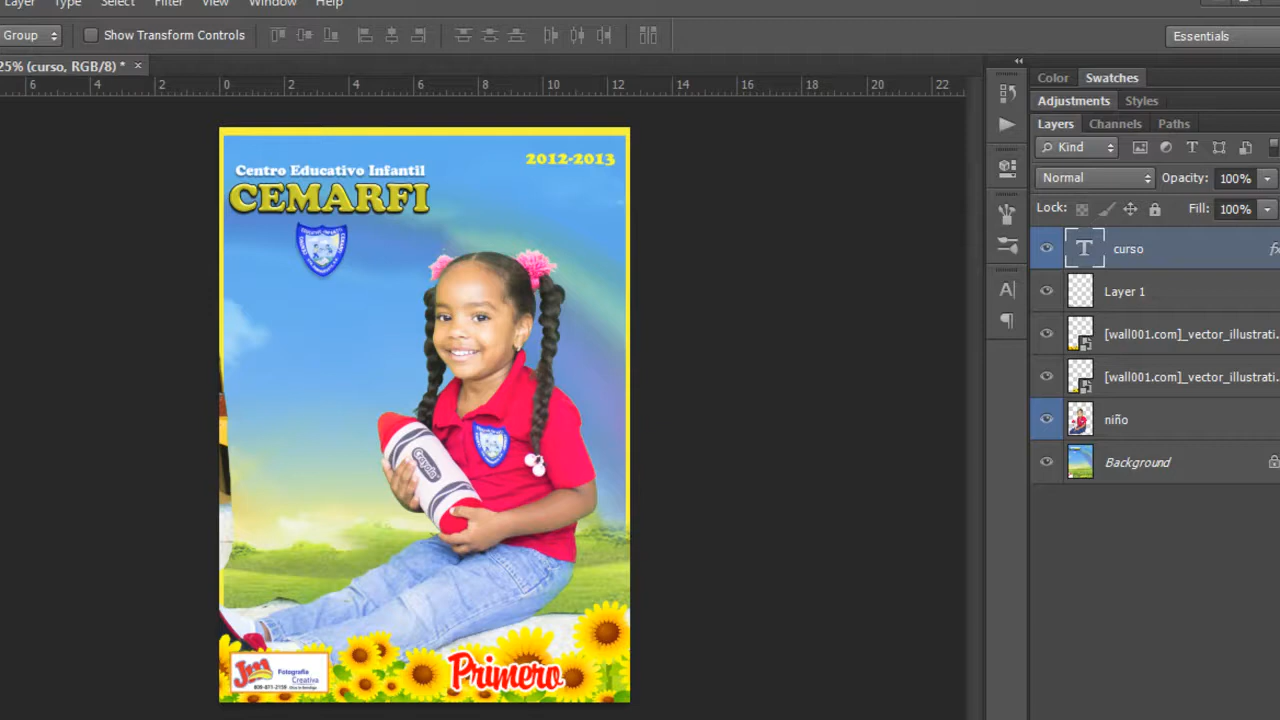 Layer Type Select Filter View Window Help
Group Show Transform Controls Essentials
25% (curso, RGB/8) * ×
6 4 2 0 2 4 6 8 10 12 14 16 18 20 22
Color Swatches
Adjustments Styles
Layers Channels Paths
Kind
Normal Opacity: 100%
Lock: Fill: 100%
T curso fx
Layer 1
[wall001.com]_vector_illustrati...
[wall001.com]_vector_illustrati...
niño
Background
2012-2013
Centro Educativo Infantil
CEMARFI
Crayola
Primero
Jm Fotografía
Creativa